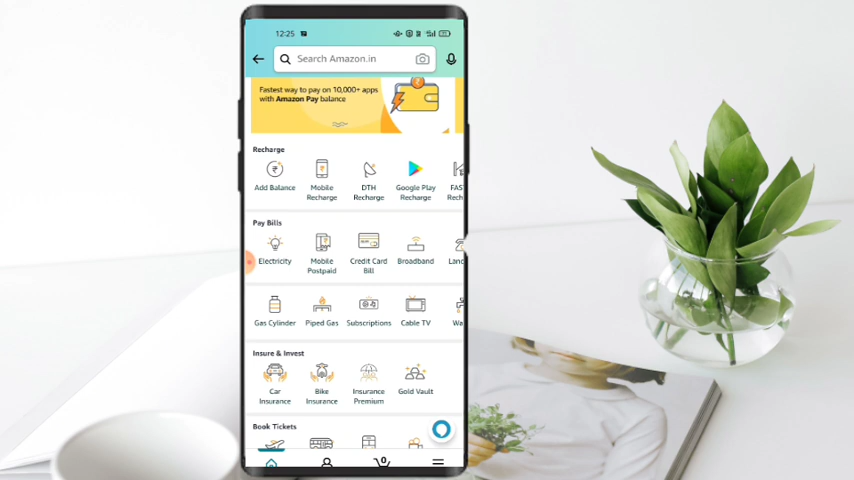 12:25
Search Amazon.in
Fastest way to pay on 10,000+ apps
with Amazon Pay balance
Recharge
Add Balance
Mobile
Recharge
DTH
Recharge
Google Play
Recharge
FAS
Rech
Pay Bills
Electricity
Mobile
Postpaid
Credit Card
Bill
Broadband
Lan
Gas Cylinder
Piped Gas
Subscriptions
Cable TV
Wa
Insure & Invest
Car
Insurance
Bike
Insurance
Insurance
Premium
Gold Vault
Book Tickets
0